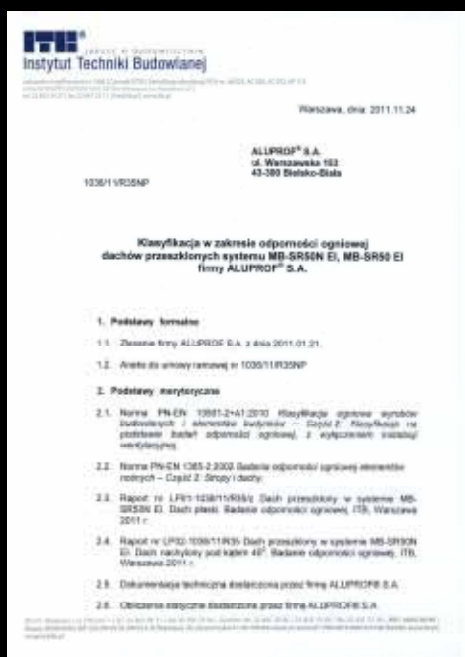 ITB
Instytut Techniki Budowlanej
Warszawa, dnia 2011.11.24
ALUPROF® S.A.
ul. Warszawska 153
43-300 Bielsko-Biała
1036/11/R35NP
Klasyfikacja w zakresie odporności ogniowej
dachów przeszklonych systemu MB-SR50N EI, MB-SR50 EI
firmy ALUPROF® S.A.
1. Podstawy formalne
1.1. Zlecenie firmy ALUPROF S.A. z dnia 2011.01.21.
1.2. Aneks do umowy ramowej nr 1036/11/R35NP
2. Podstawy merytoryczne
2.1. Norma PN-EN 13501-2+A1:2010 Klasyfikacja ogniowa wyrobów
budowlanych i elementów budynków – Część 2: Klasyfikacja na
podstawie badań odporności ogniowej, z wyłączeniem instalacji
wentylacyjnej.
2.2. Norma PN-EN 1365-2:2002 Badania odporności ogniowej elementów
nośnych – Część 2: Stropy i dachy.
2.3. Raport nr Dach przeszklony w systemie MB-
SR50N EI. Dach płaski. Badanie odporności ogniowej, ITB, Warszawa
2011 r.
2.4. Raport nr LP02-1036/11/R35 Dach przeszklony w systemie MB-SR50N
EI. Dach nachylony pod kątem 40°. Badanie odporności ogniowej, ITB,
Warszawa 2011 r.
2.5. Dokumentacja techniczna dostarczona przez firmę ALUPROF® S.A.
2.6. Obliczenia statyczne dostarczone przez firmę ALUPROF® S.A.